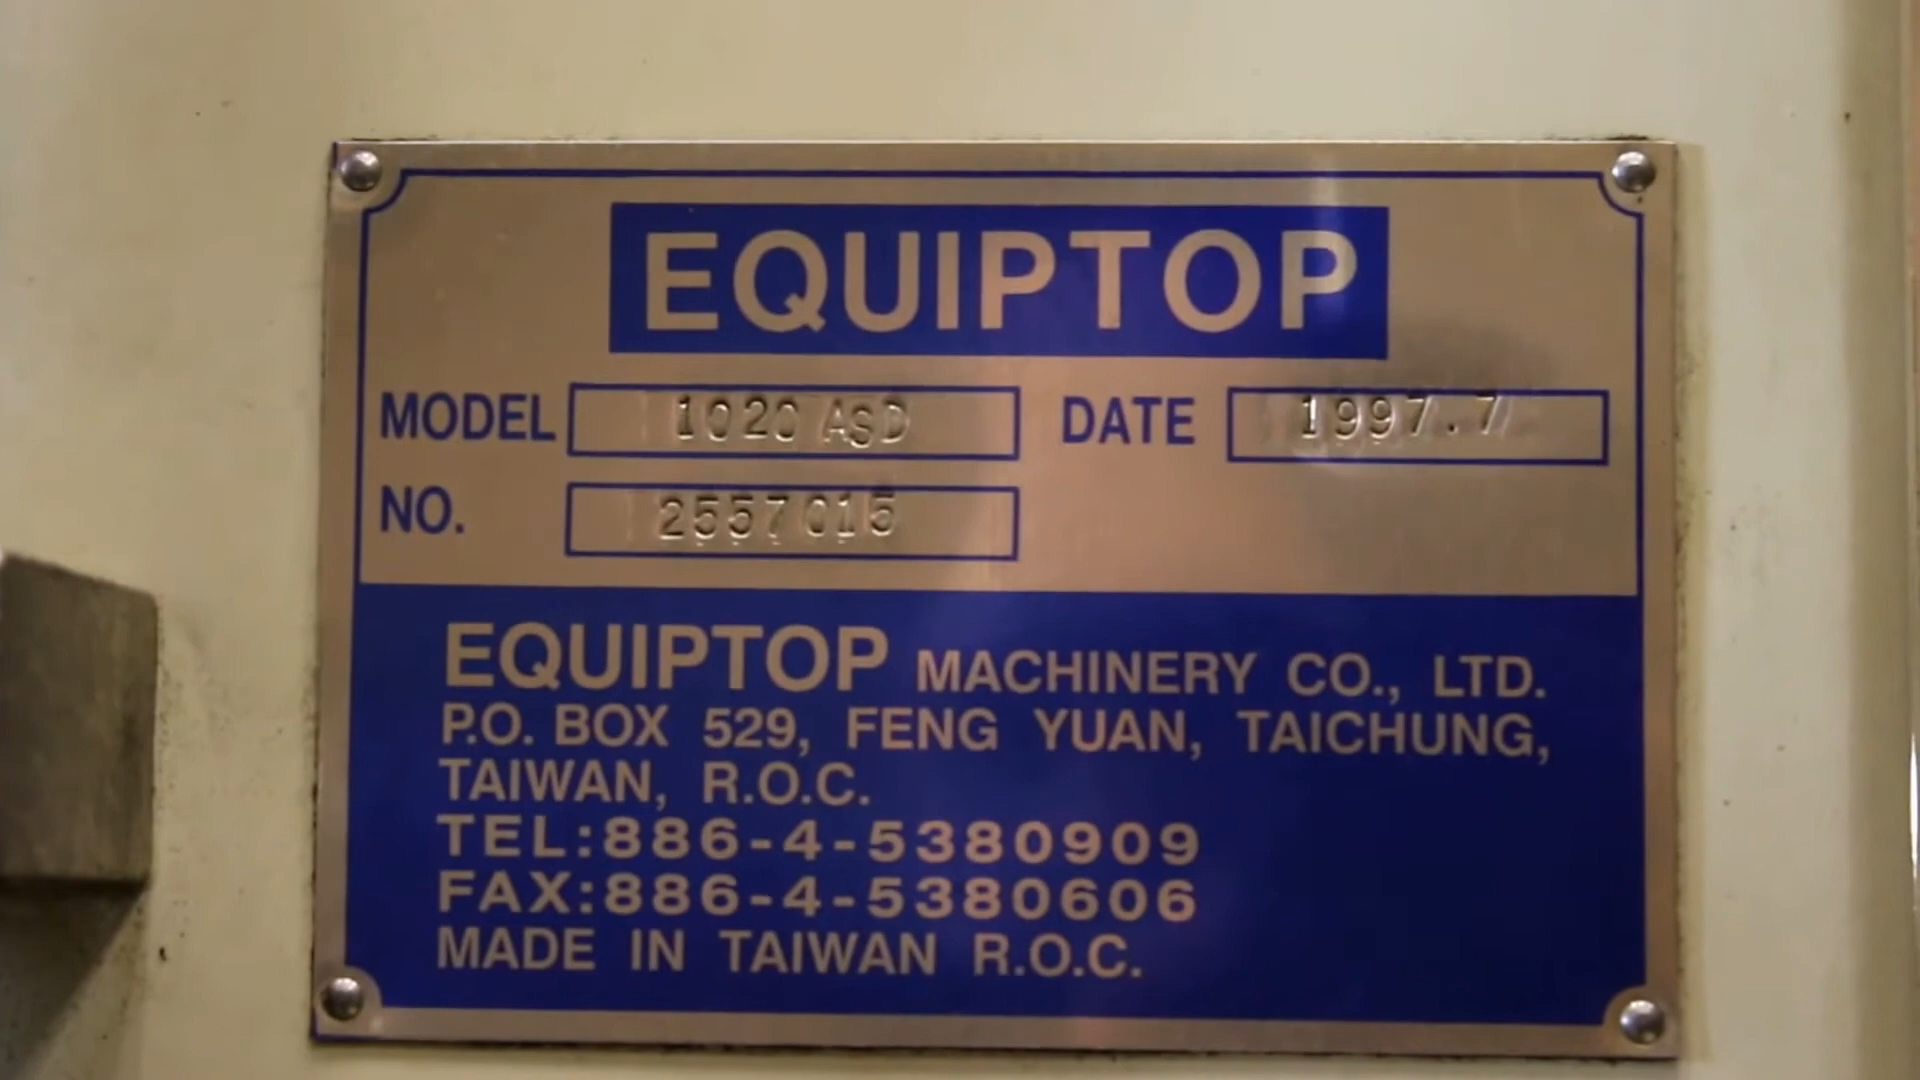 EQUIPTOP
MODEL 1020 ASD DATE 1997.7
NO. 2557015
EQUIPTOP MACHINERY CO., LTD.
P.O. BOX 529, FENG YUAN, TAICHUNG,
TAIWAN, R.O.C.
TEL:886-4-5380909
FAX:886-4-5380606
MADE IN TAIWAN R.O.C.